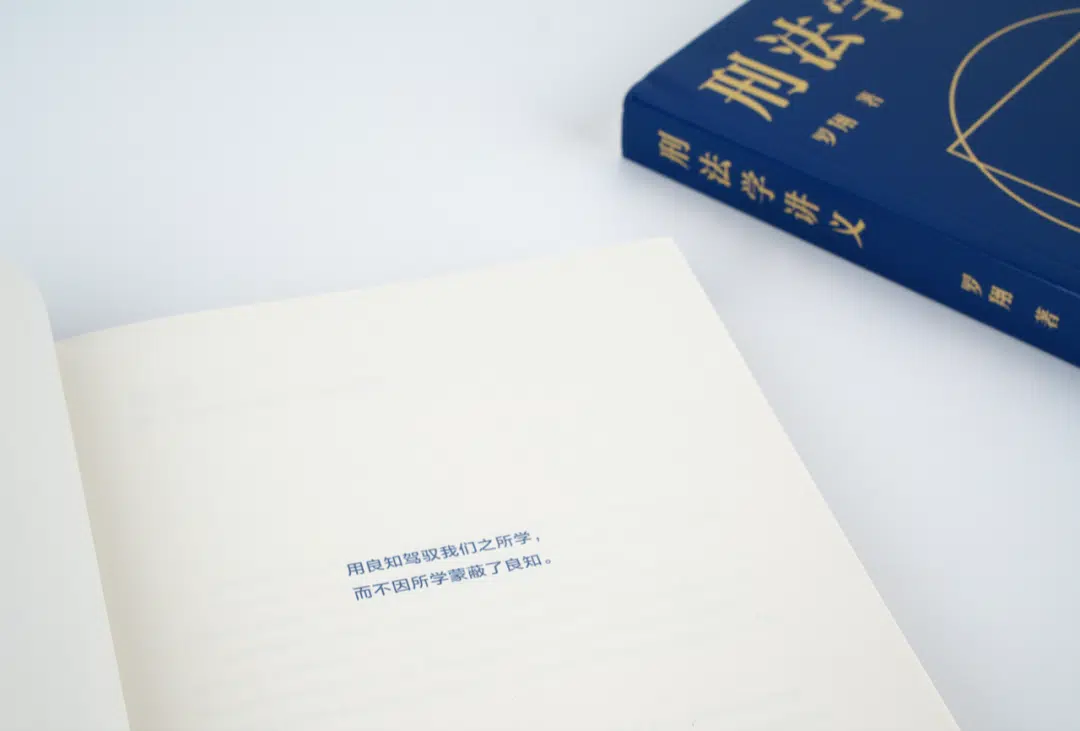 刑法学
罗翔 著
刑法学讲义
罗翔 著
用良知驾驭我们之所学，
而不因所学蒙蔽了良知。